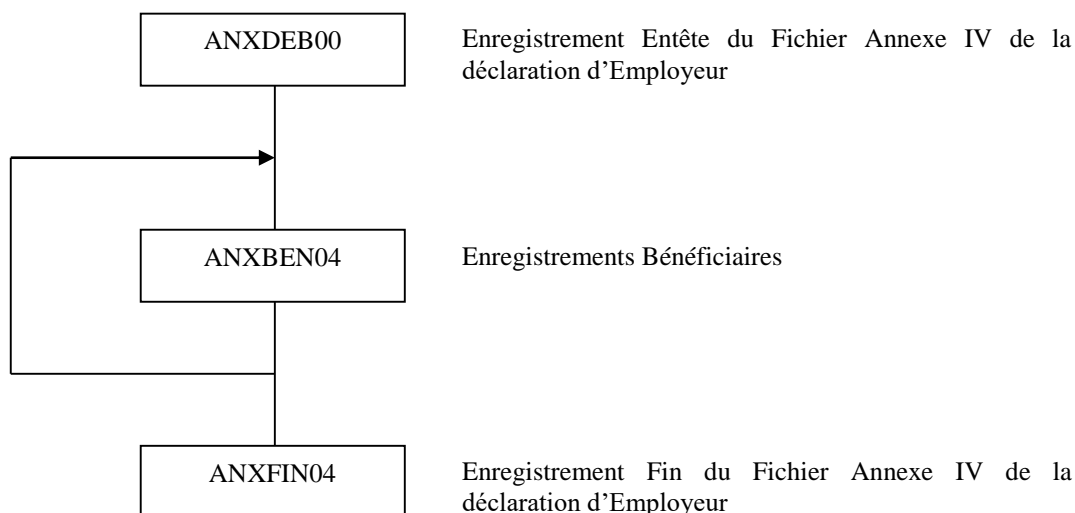 ANXDEB00
Enregistrement Entête du Fichier Annexe IV de la
déclaration d’Employeur
ANXBEN04
Enregistrements Bénéficiaires
ANXFIN04
Enregistrement Fin du Fichier Annexe IV de la
déclaration d’Employeur